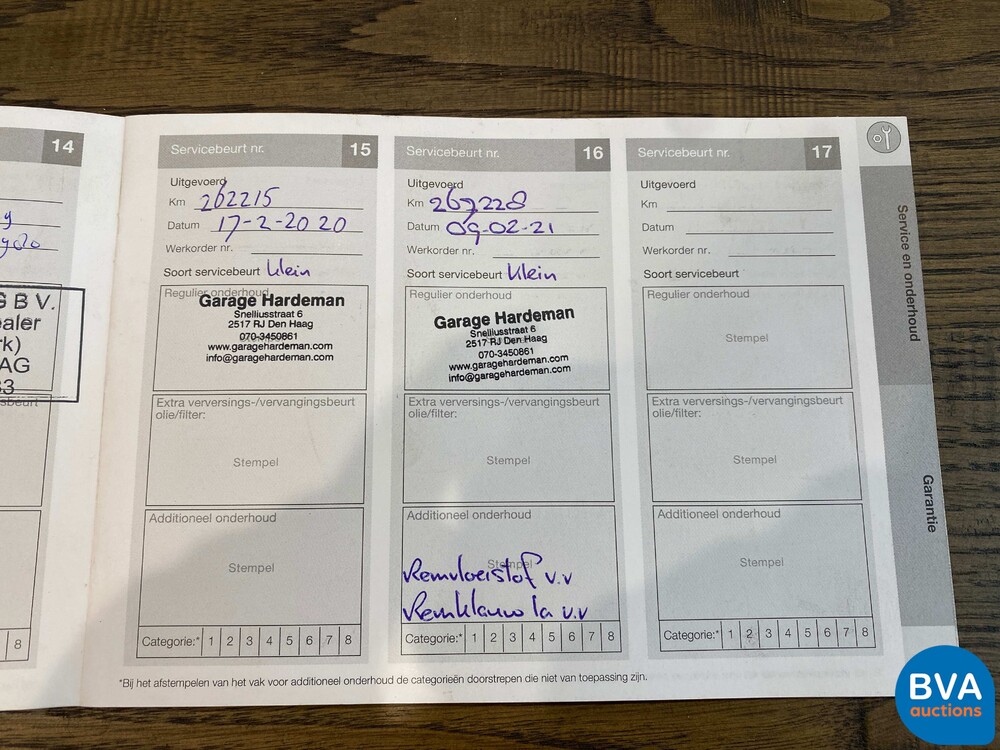 14
G B V.
ealer
rk)
AG
33
8
Servicebeurt nr. 15
Uitgevoerd
Km 262215
Datum 17-2-2020
Werkorder nr.
Soort servicebeurt Klein
Regulier onderhoud
Garage Hardeman
Snelliusstraat 6
2517 RJ Den Haag
070-3450861
www.garagehardeman.com
info@garagehardeman.com
Extra verversings-/vervangingsbeurt
olie/filter:
Stempel
Additioneel onderhoud
Stempel
Categorie:* 1 2 3 4 5 6 7 8
Servicebeurt nr. 16
Uitgevoerd
Km 267228
Datum 09-02-21
Werkorder nr.
Soort servicebeurt Klein
Regulier onderhoud
Garage Hardeman
Snelliusstraat 6
2517 RJ Den Haag
070-3450861
www.garagehardeman.com
info@garagehardeman.com
Extra verversings-/vervangingsbeurt
olie/filter:
Stempel
Additioneel onderhoud
Stempel
Remvloeistof v.v
Remklauw la v.v
Categorie:* 1 2 3 4 5 6 7 8
Servicebeurt nr. 17
Uitgevoerd
Km
Datum
Werkorder nr.
Soort servicebeurt
Regulier onderhoud
Stempel
Extra verversings-/vervangingsbeurt
olie/filter:
Stempel
Additioneel onderhoud
Stempel
Categorie:* 1 2 3 4 5 6 7 8
*Bij het afstempelen van het vak voor additioneel onderhoud de categorieën doorstrepen die niet van toepassing zijn.
Service en onderhoud
Garantie
BVA
auctions